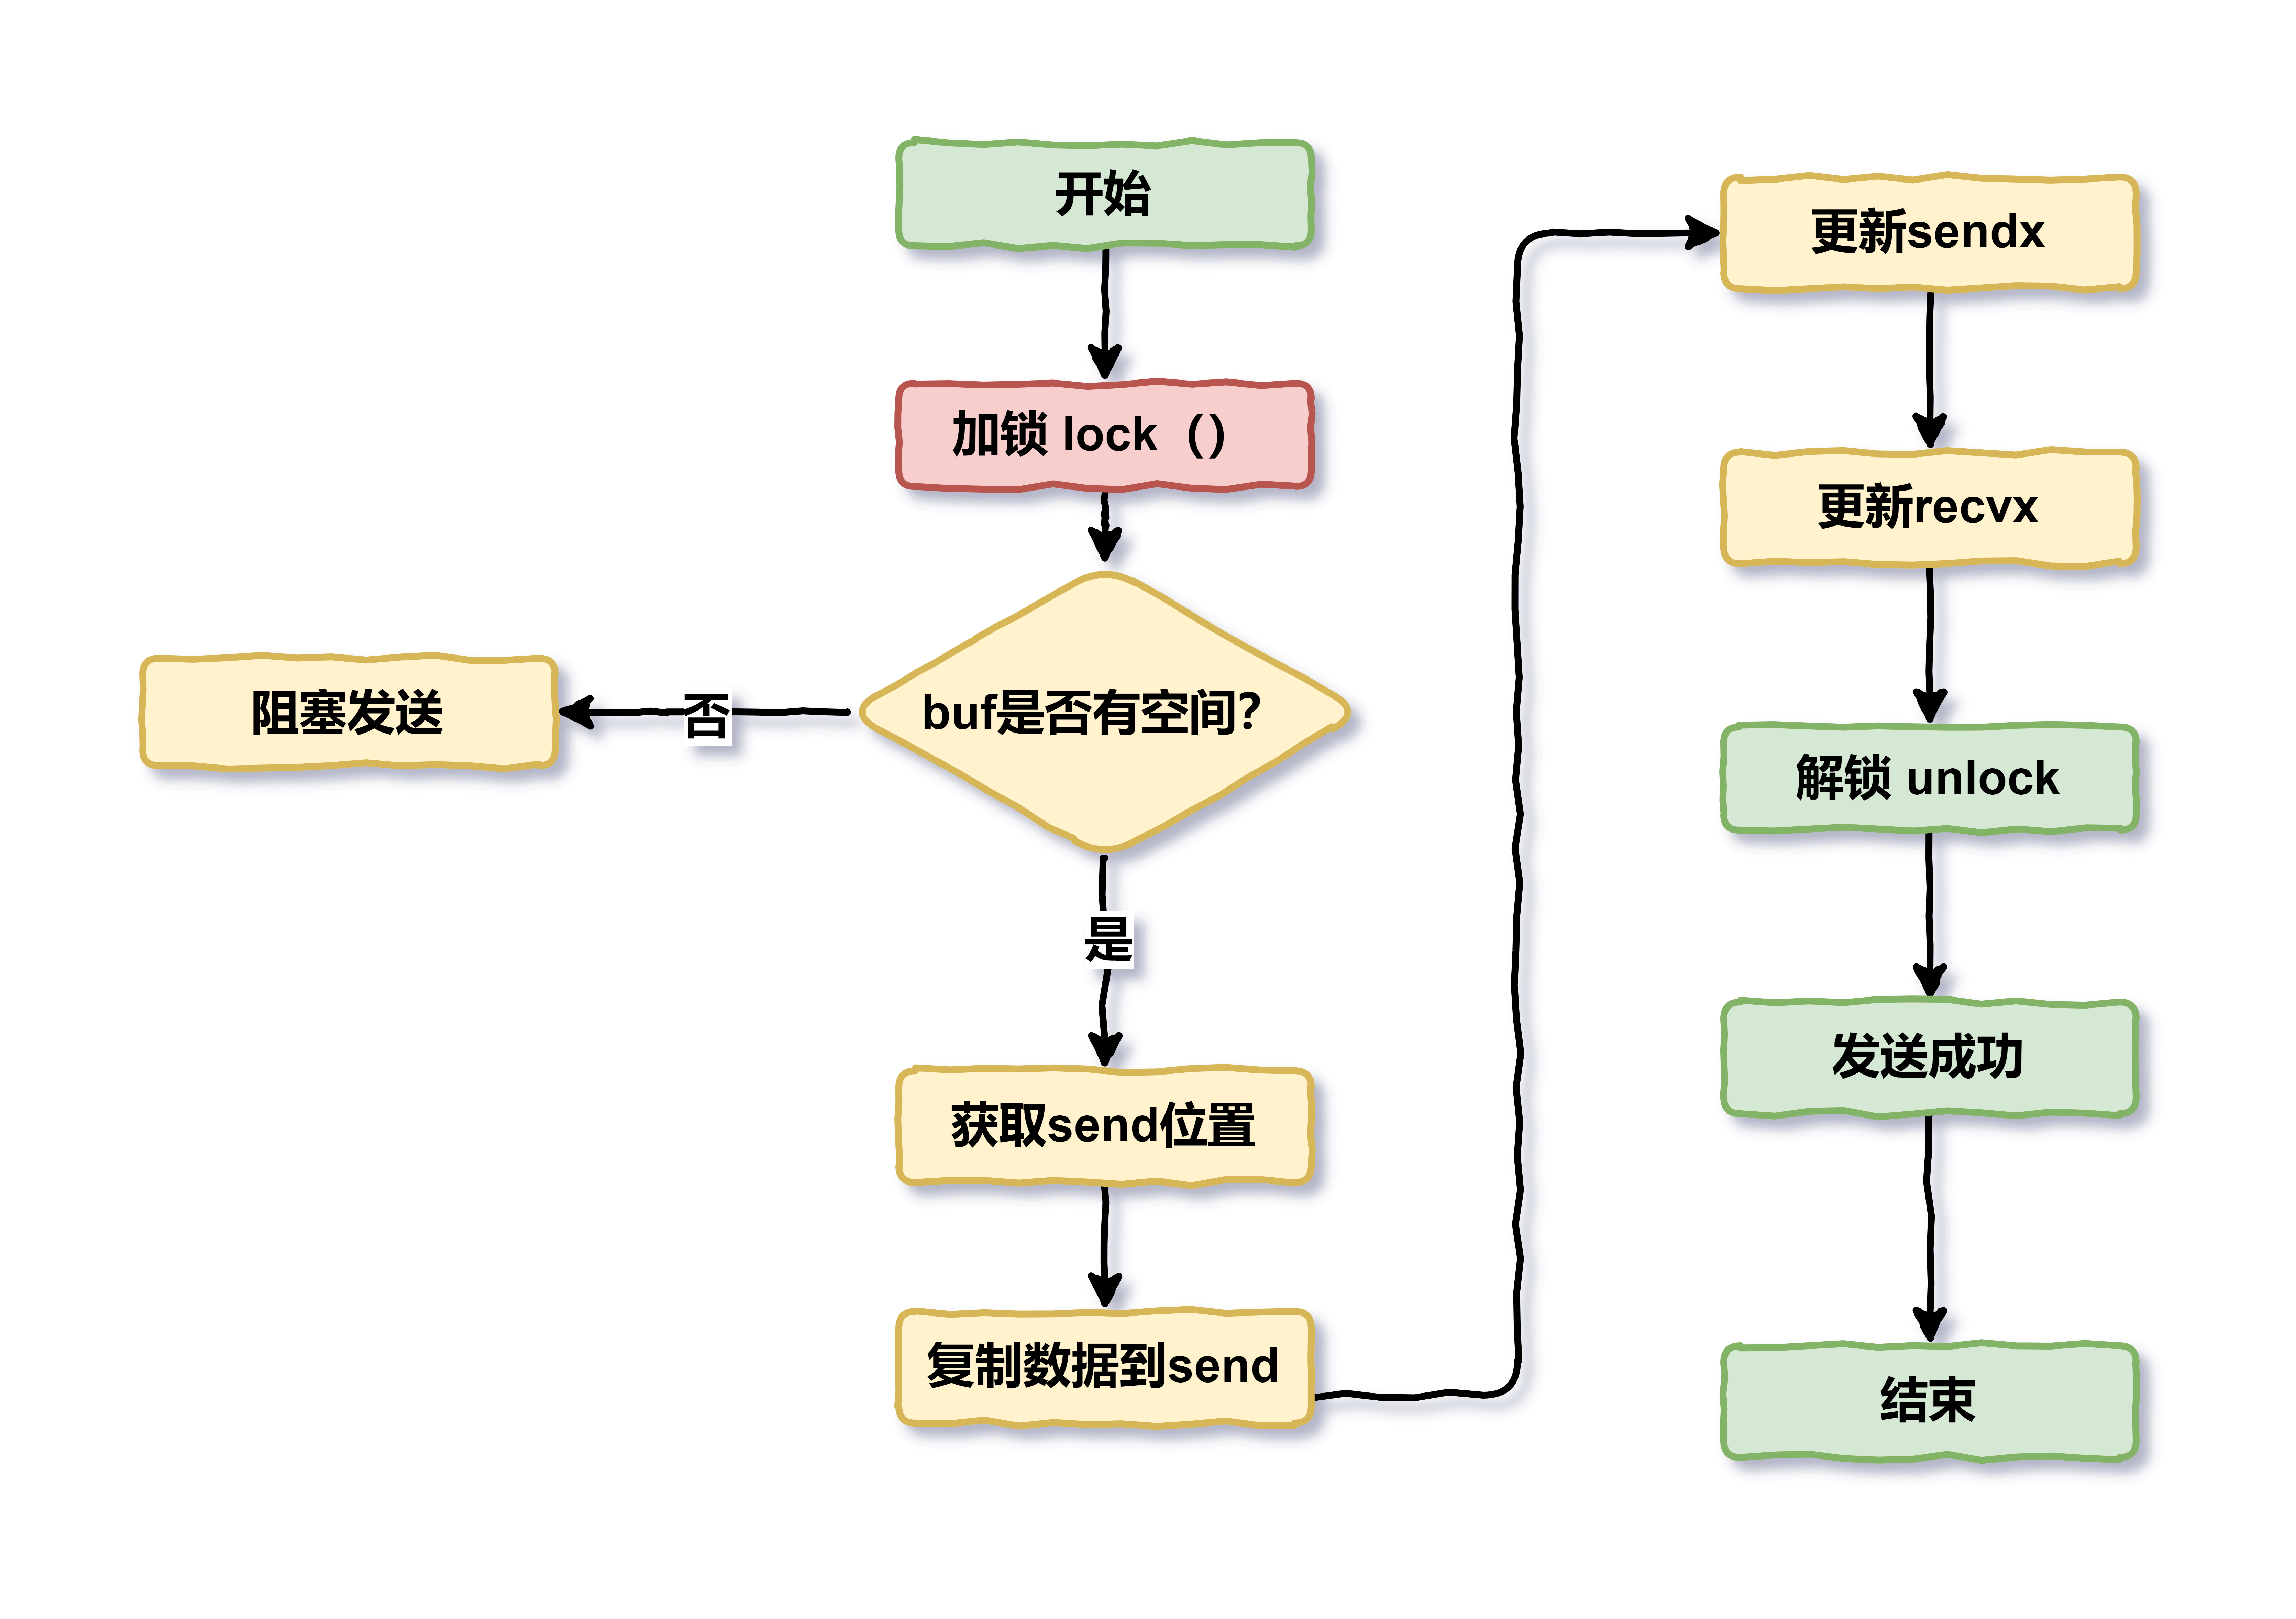 开始
加锁 lock（）
buf是否有空间？
否
阻塞发送
是
获取send位置
复制数据到send
更新sendx
更新recvx
解锁 unlock
发送成功
结束